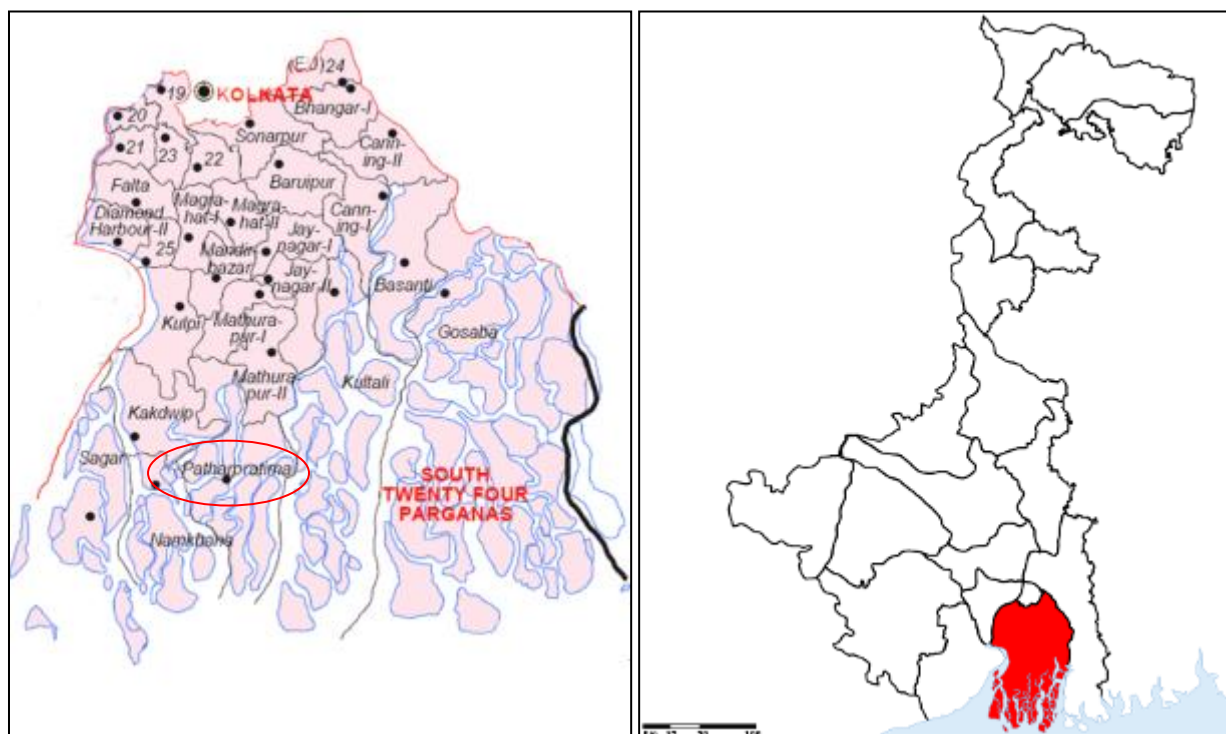 (E.J)24
19
KOLKATA
Bhangar-I
20
Sonarpur
Cann-
ing-II
21
23
22
Baruipur
Falta
Magra-
hat-I
Magra-
hat-II
Cann-
ing-I
Diamond
Harbour-II
Jay-
nagar-I
25
Mandir-
bazar
Jay-
nagar-II
Basanti
Kulpi
Mathura-
pur-I
Gosaba
Mathura-
pur-II
Kultali
Kakdwip
Sagar
Patharpratima
SOUTH
TWENTY FOUR
PARGANAS
Namkhana